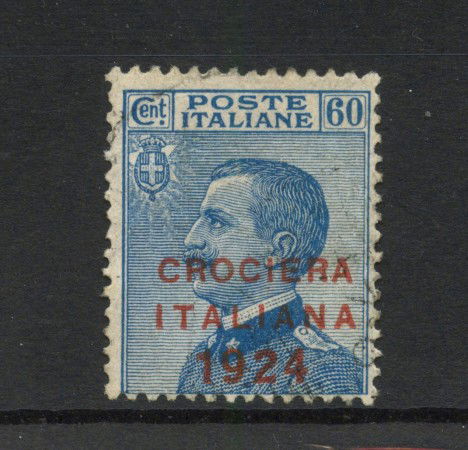 Cent. POSTE ITALIANE 60
CROCIERA
ITALIANA
1924